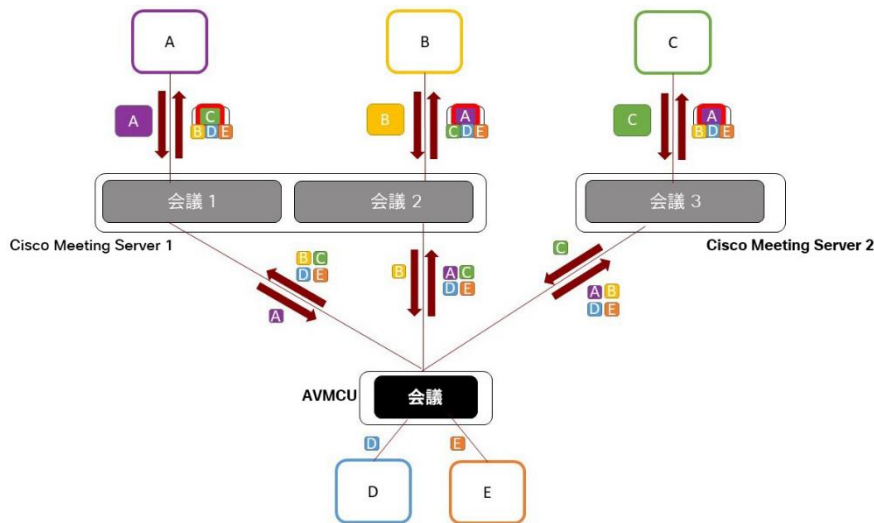 A
B
C
A
C
B D E
B
A
C D E
C
A
B D E
会議 1
会議 2
会議 3
Cisco Meeting Server 1
Cisco Meeting Server 2
B C
D E
A
B
A C
D E
C
A B
D E
AVMCU
会議
D
E
D
E